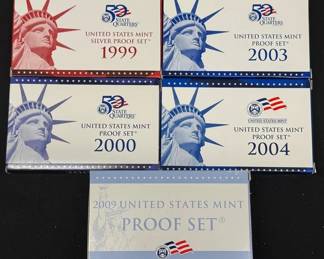 50
STATE
QUARTERS
UNITED STATES MINT
SILVER PROOF SET®
1999
50
STATE
QUARTERS
UNITED STATES MINT
PROOF SET®
2003
50
STATE
QUARTERS
UNITED STATES MINT
PROOF SET®
2000
UNITED STATES MINT
UNITED STATES MINT
PROOF SET®
2004
2009 UNITED STATES MINT
PROOF SET®